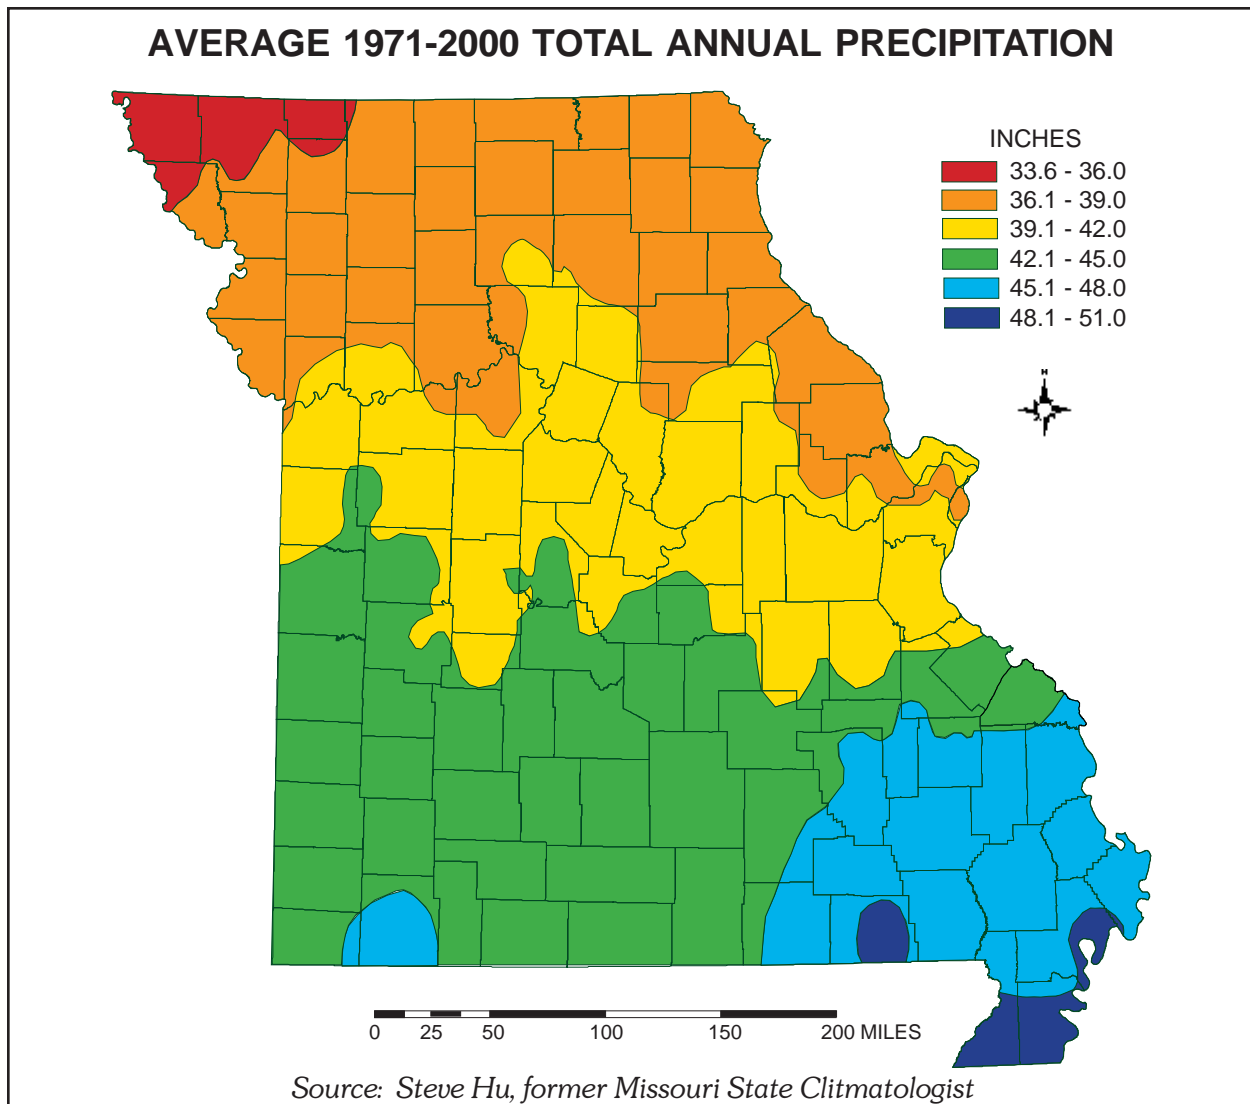 AVERAGE 1971-2000 TOTAL ANNUAL PRECIPITATION
INCHES
33.6 - 36.0
36.1 - 39.0
39.1 - 42.0
42.1 - 45.0
45.1 - 48.0
48.1 - 51.0
N
0 25 50 100 150 200 MILES
Source: Steve Hu, former Missouri State Clitmatologist